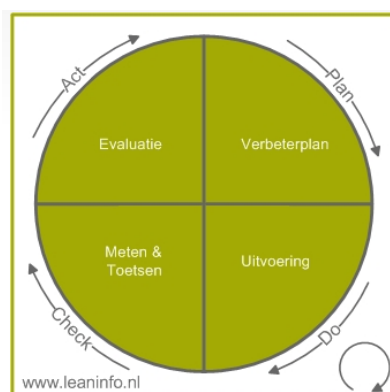 Act
Plan
Evaluatie
Verbeterplan
Meten &
Toetsen
Uitvoering
Check
Do
www.leaninfo.nl